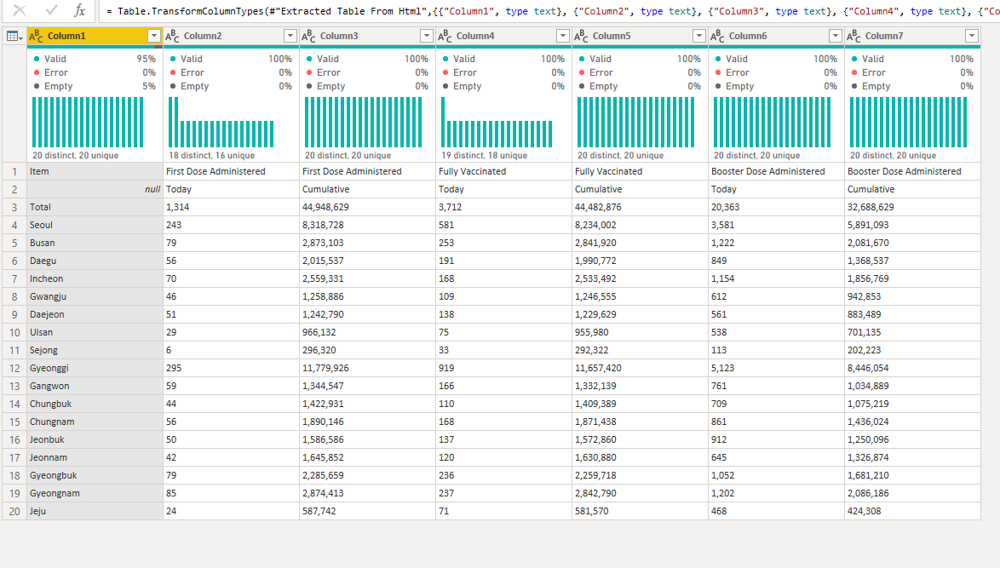 fx = Table.TransformColumnTypes(#"Extracted Table From Html",{{"Column1", type text}, {"Column2", type text}, {"Column3", type text}, {"Column4", type text}, {"Column5", type text}, {"Co
ABC Column1 ABC Column2 ABC Column3 ABC Column4 ABC Column5 ABC Column6 ABC Column7
Valid 95% Valid 100% Valid 100% Valid 100% Valid 100% Valid 100% Valid 100%
Error 0% Error 0% Error 0% Error 0% Error 0% Error 0% Error 0%
Empty 5% Empty 0% Empty 0% Empty 0% Empty 0% Empty 0% Empty 0%
20 distinct, 20 unique 18 distinct, 16 unique 20 distinct, 20 unique 19 distinct, 18 unique 20 distinct, 20 unique 20 distinct, 20 unique 20 distinct, 20 unique
1 Item First Dose Administered First Dose Administered Fully Vaccinated Fully Vaccinated Booster Dose Administered Booster Dose Administered
2 null Today Cumulative Today Cumulative Today Cumulative
3 Total 1,314 44,948,629 3,712 44,482,876 20,363 32,688,629
4 Seoul 243 8,318,728 581 8,234,002 3,581 5,891,093
5 Busan 79 2,873,103 253 2,841,920 1,222 2,081,670
6 Daegu 56 2,015,537 191 1,990,772 849 1,368,537
7 Incheon 70 2,559,331 168 2,533,492 1,154 1,856,769
8 Gwangju 46 1,258,886 109 1,246,555 612 942,853
9 Daejeon 51 1,242,790 138 1,229,629 561 883,489
10 Ulsan 29 966,132 75 955,980 538 701,135
11 Sejong 6 296,320 33 292,322 113 202,223
12 Gyeonggi 295 11,779,926 919 11,657,420 5,123 8,446,054
13 Gangwon 59 1,344,547 166 1,332,139 761 1,034,889
14 Chungbuk 44 1,422,931 110 1,409,389 709 1,075,219
15 Chungnam 56 1,890,146 168 1,871,438 861 1,436,024
16 Jeonbuk 50 1,586,586 137 1,572,860 912 1,250,096
17 Jeonnam 42 1,645,852 120 1,630,880 645 1,326,874
18 Gyeongbuk 79 2,285,659 236 2,259,718 1,052 1,681,210
19 Gyeongnam 85 2,874,413 237 2,842,790 1,202 2,086,186
20 Jeju 24 587,742 71 581,570 468 424,308